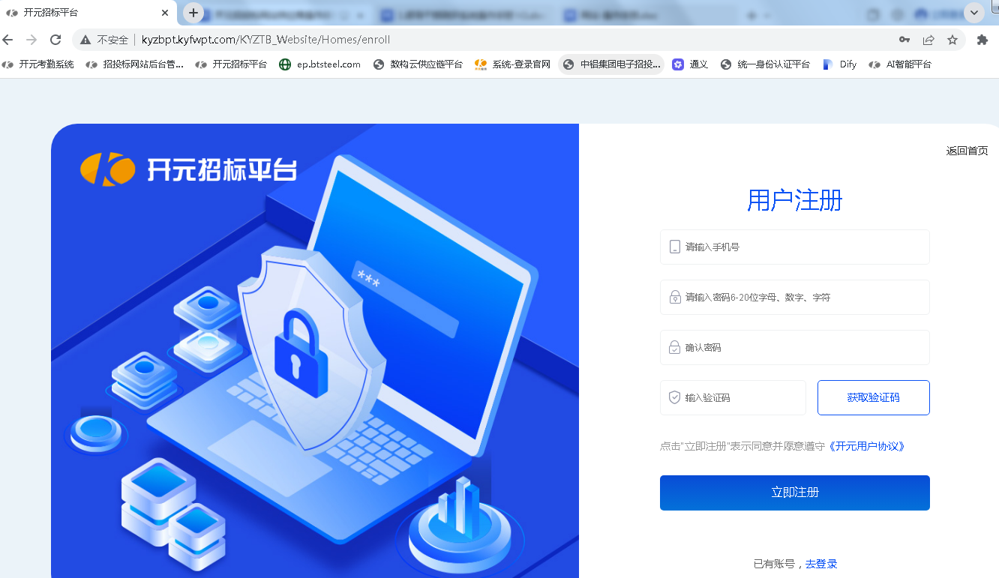 开元招标平台
不安全 kyzbpt.kyfwpt.com/KYZTB_Website/Homes/enroll
开元考勤系统 招投标网站后台管... 开元招标平台 ep.btsteel.com 数构云供应链平台 系统-登录官网 中铝集团电子招投... 通义 统一身份认证平台 Dify AI智能平台
返回首页
开元招标平台
用户注册
请输入手机号
***
请输入密码6-20位字母、数字、字符
确认密码
输入验证码 获取验证码
点击"立即注册"表示同意并愿意遵守《开元用户协议》
立即注册
已有账号，去登录